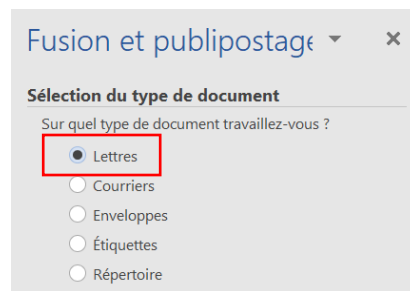 Fusion et publipostage
Sélection du type de document
Sur quel type de document travaillez-vous ?
Lettres
Courriers
Enveloppes
Étiquettes
Répertoire